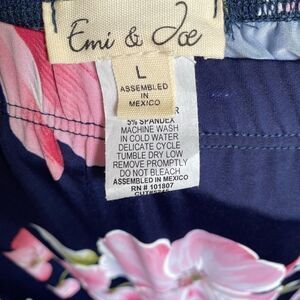 Emi & Joe
L
ASSEMBLED
IN
MEXICO
5% SPANDEX
MACHINE WASH
IN COLD WATER
DELICATE CYCLE
TUMBLE DRY LOW
REMOVE PROMPTLY
DO NOT BLEACH
ASSEMBLED IN MEXICO
RN # 101807